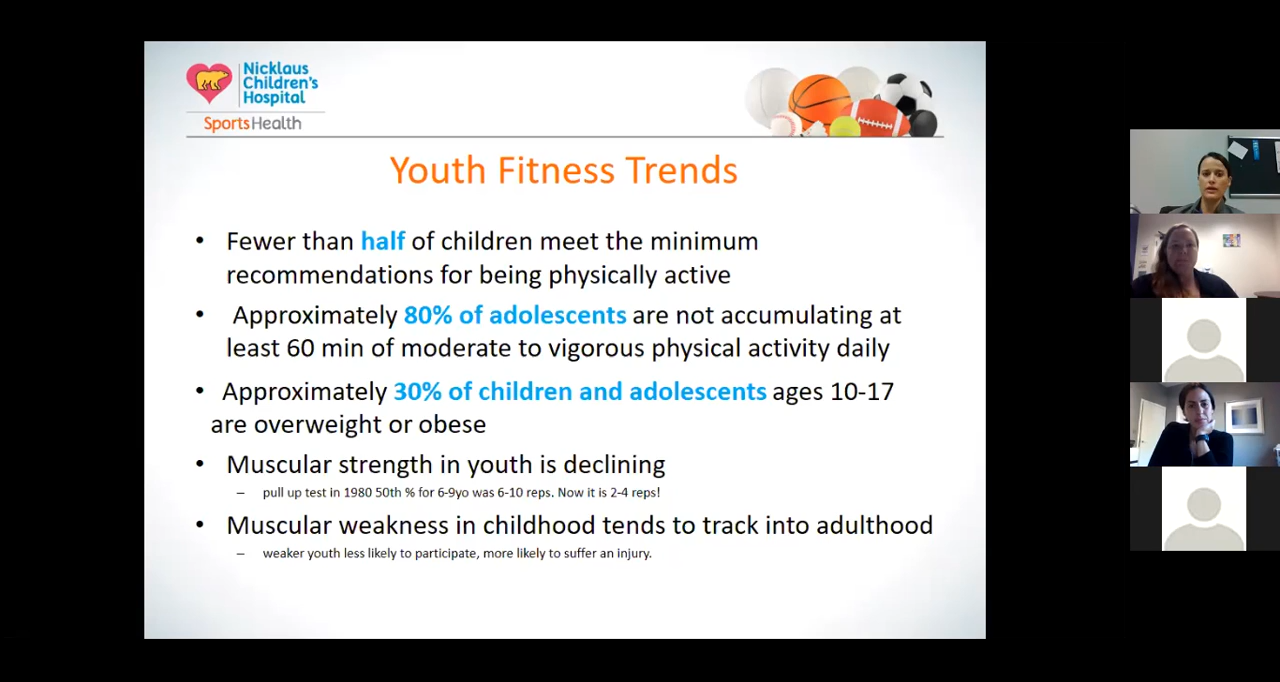 Nicklaus
Children's
Hospital
SportsHealth
Youth Fitness Trends
• Fewer than half of children meet the minimum
recommendations for being physically active
• Approximately 80% of adolescents are not accumulating at
least 60 min of moderate to vigorous physical activity daily
• Approximately 30% of children and adolescents ages 10-17
are overweight or obese
• Muscular strength in youth is declining
– pull up test in 1980 50th % for 6-9yo was 6-10 reps. Now it is 2-4 reps!
• Muscular weakness in childhood tends to track into adulthood
– weaker youth less likely to participate, more likely to suffer an injury.